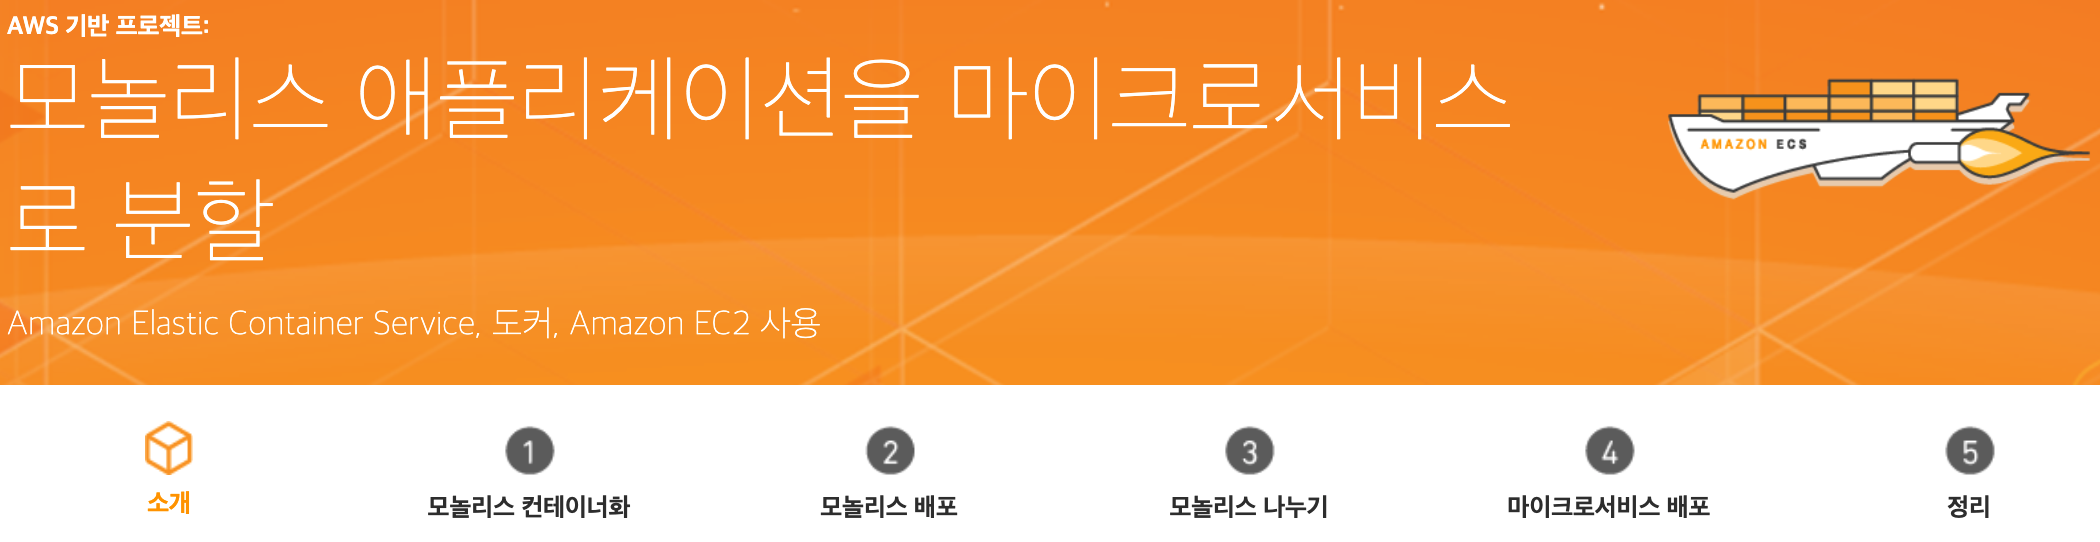 AWS 기반 프로젝트:
모놀리스 애플리케이션을 마이크로서비스
로 분할
AMAZON ECS
Amazon Elastic Container Service, 도커, Amazon EC2 사용
소개
1
모놀리스 컨테이너화
2
모놀리스 배포
3
모놀리스 나누기
4
마이크로서비스 배포
5
정리